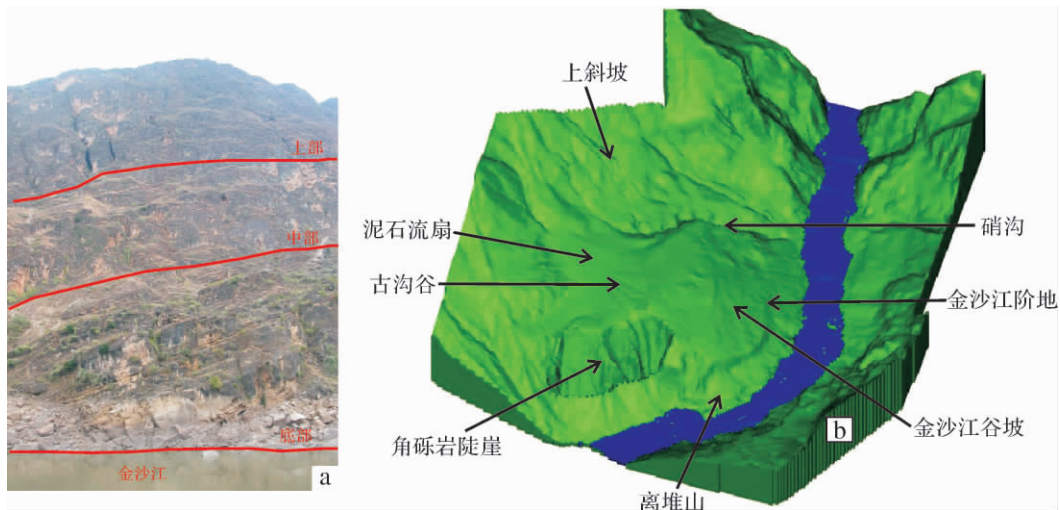 上部
中部
底部
金沙江
a
上斜坡
泥石流扇
古沟谷
角砾岩陡崖
离堆山
硝沟
金沙江阶地
金沙江谷坡
b